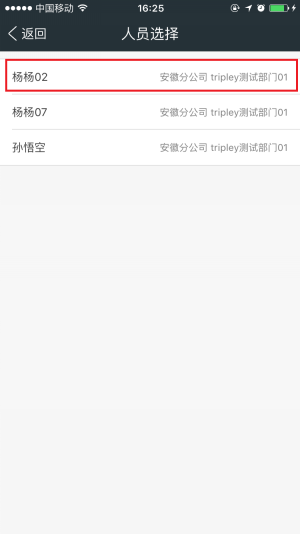 中国移动 16:25
返回 人员选择
杨杨02 安徽分公司 tripley测试部门01
杨杨07 安徽分公司 tripley测试部门01
孙悟空 安徽分公司 tripley测试部门01